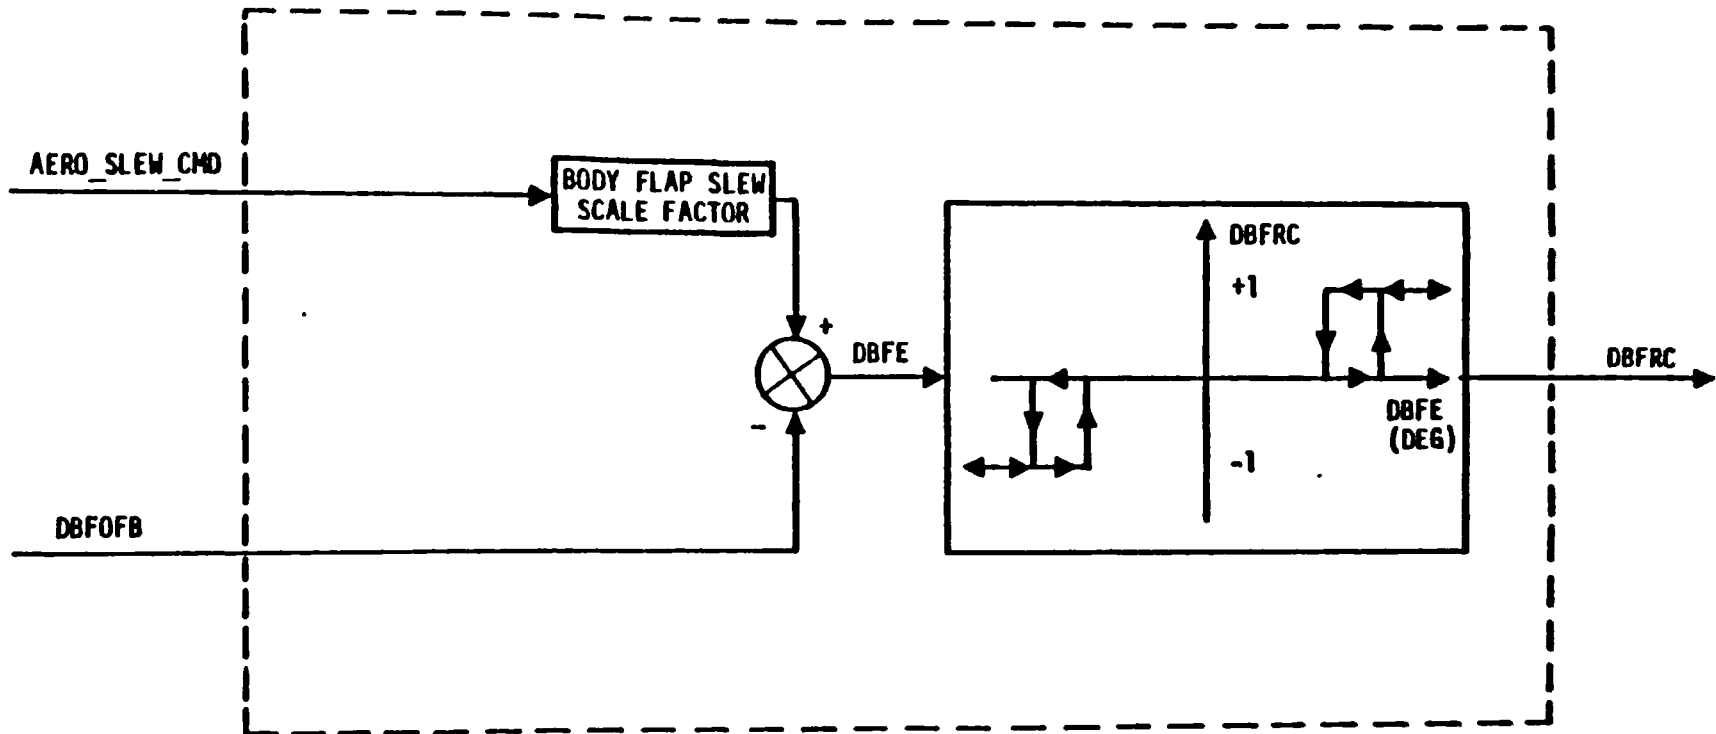 AERO_SLEW_CMD
BODY FLAP SLEW
SCALE FACTOR
DBFRC
+1
+
DBFE
DBFRC
-
DBFE
(DEG)
-1
DBFOFB